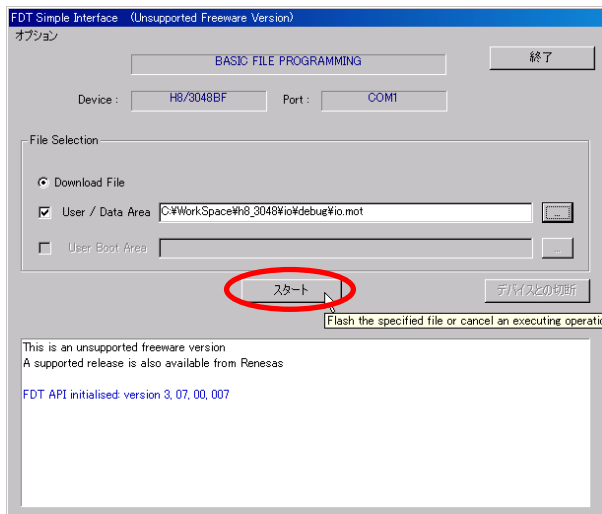 FDT Simple Interface (Unsupported Freeware Version)
オプション
BASIC FILE PROGRAMMING
終了
Device : H8/3048BF Port : COM1
File Selection
Download File
User / Data Area C:¥WorkSpace¥h8_3048¥io¥debug¥io.mot ...
User Boot Area ...
スタート デバイスとの切断
Flash the specified file or cancel an executing operatio
This is an unsupported freeware version
A supported release is also available from Renesas
FDT API initialised: version 3, 07, 00, 007